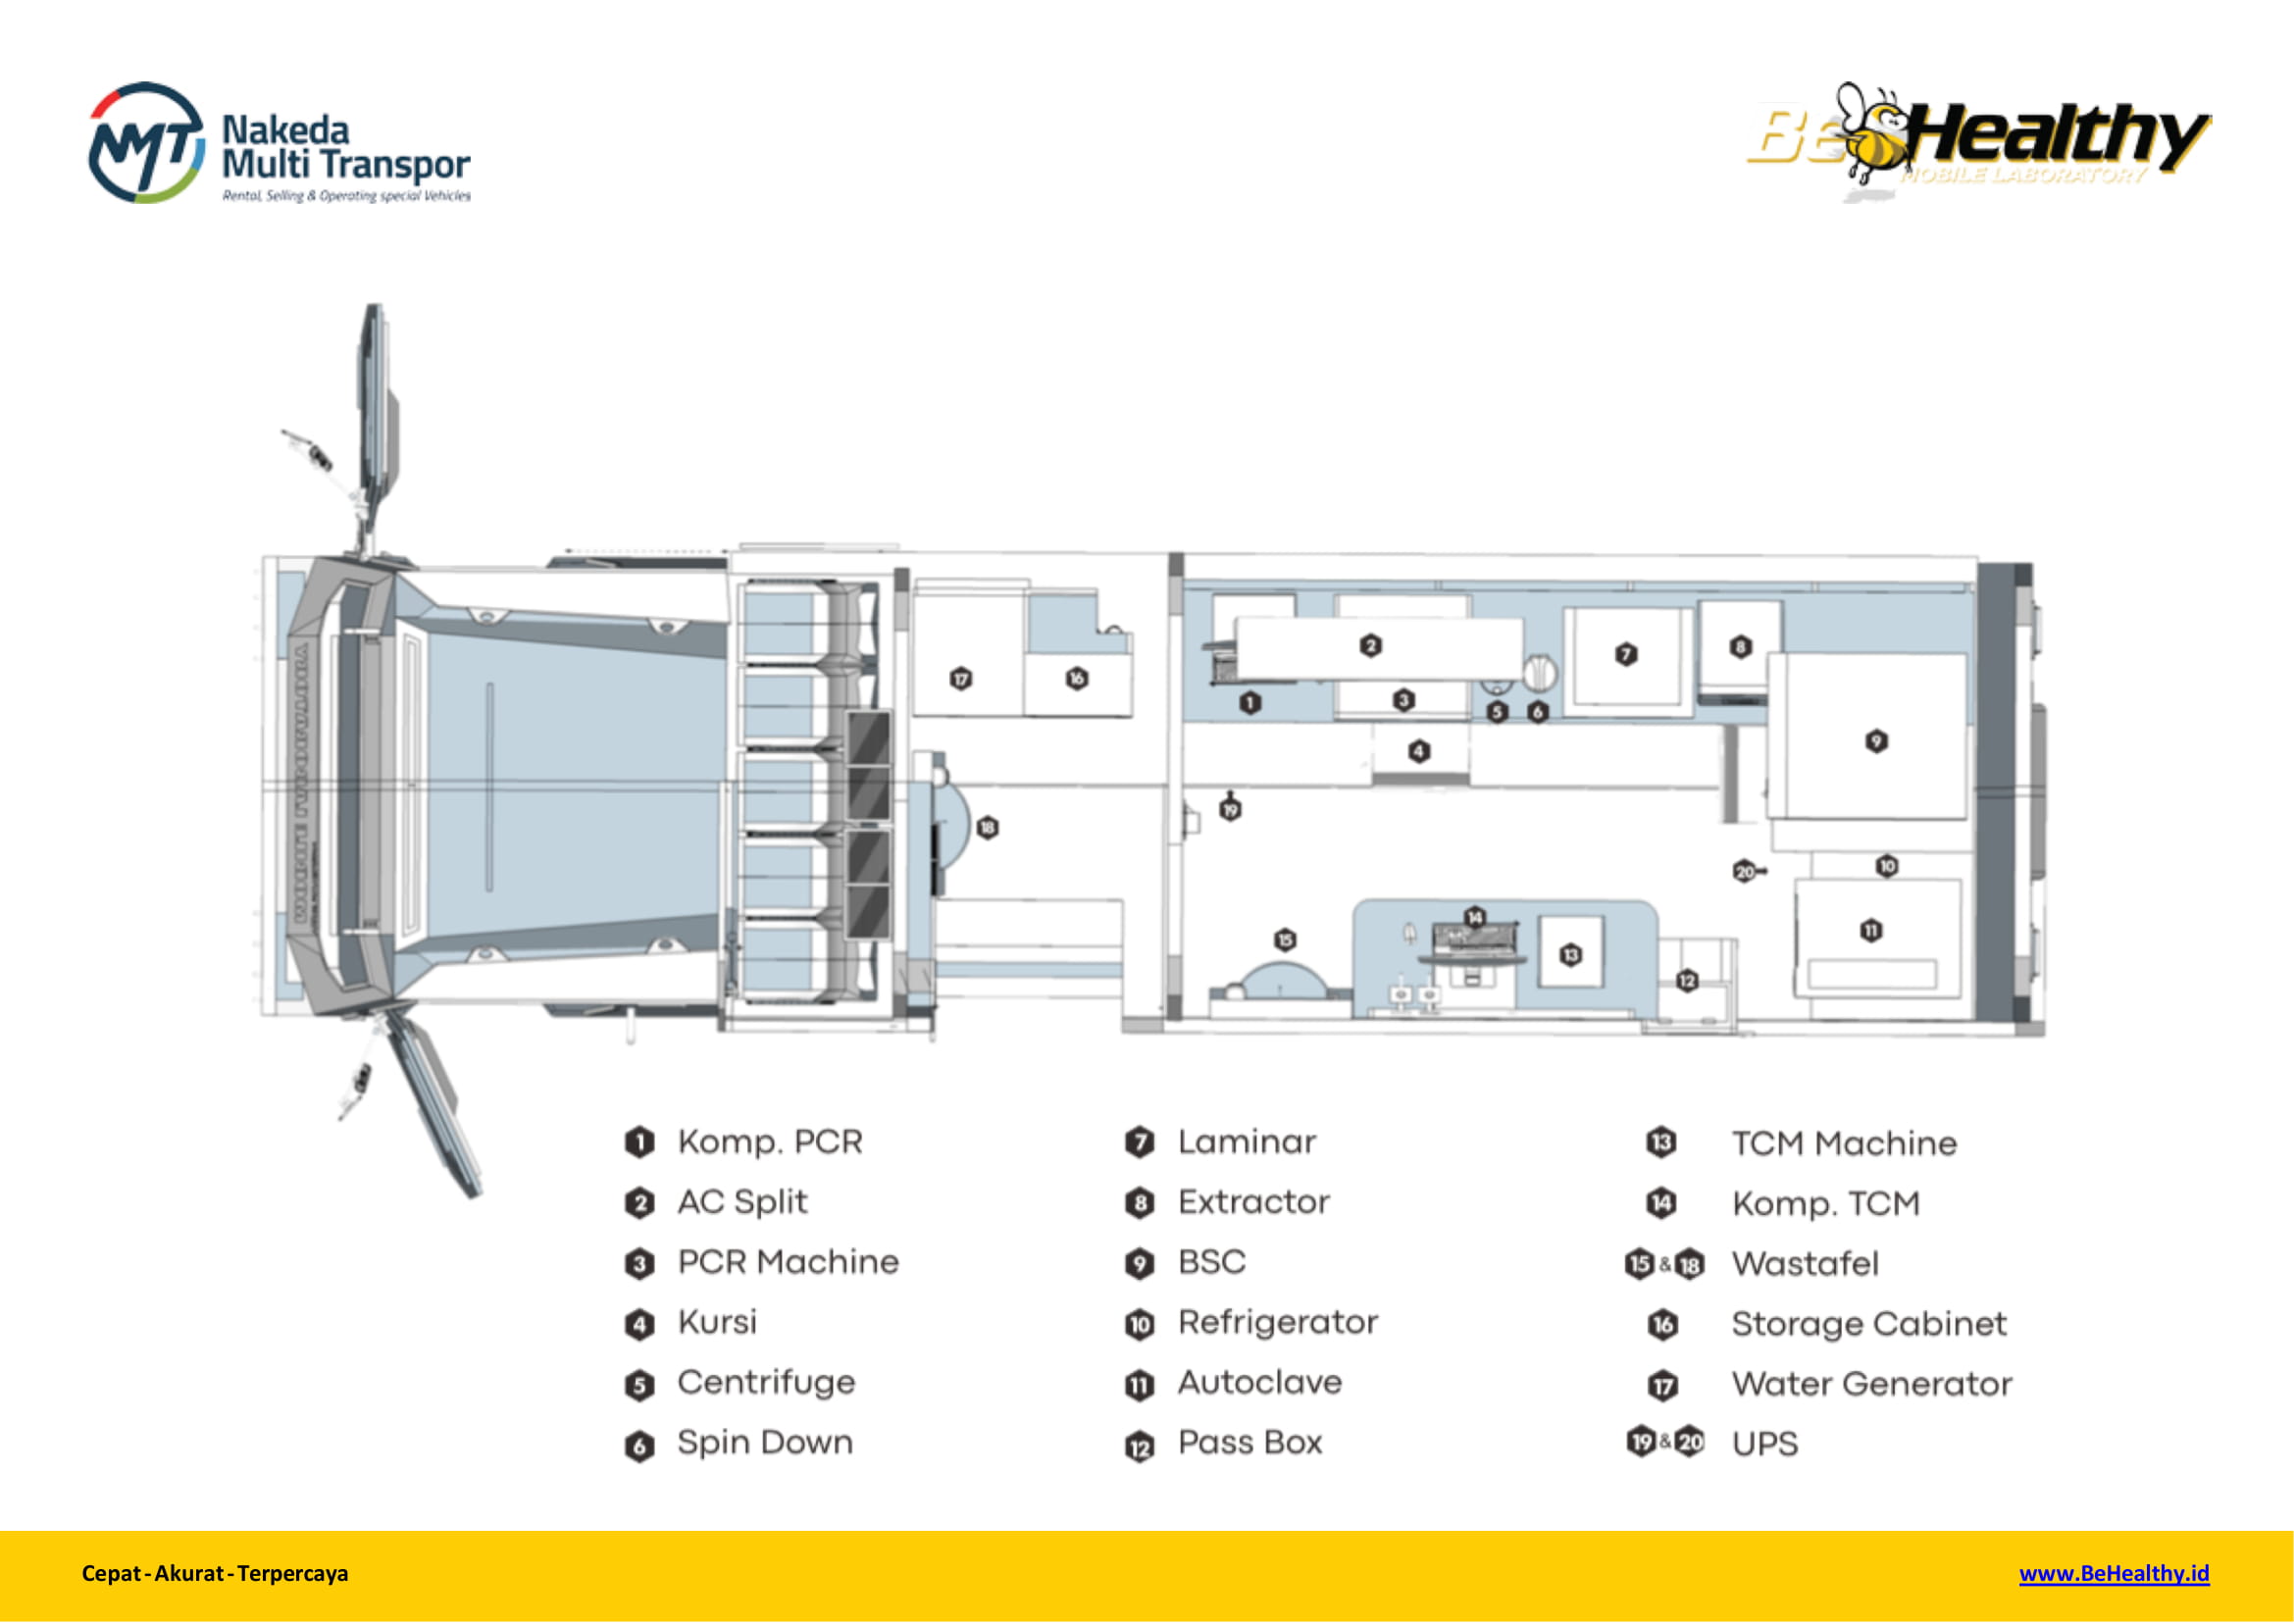 NMT
Nakeda
Multi Transpor
Rental, Selling & Operating special Vehicles
BeHealthy
MOBILE LABORATORY
2
7
8
17
16
1
3
5
6
4
9
19
18
20
10
14
11
15
13
12
1 Komp. PCR
2 AC Split
3 PCR Machine
4 Kursi
5 Centrifuge
6 Spin Down
7 Laminar
8 Extractor
9 BSC
10 Refrigerator
11 Autoclave
12 Pass Box
13 TCM Machine
14 Komp. TCM
15 & 18 Wastafel
16 Storage Cabinet
17 Water Generator
19 & 20 UPS
Cepat - Akurat - Terpercaya
www.BeHealthy.id